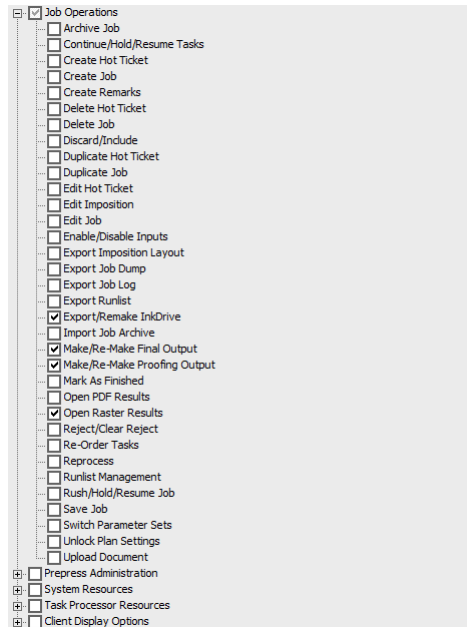 Job Operations
Archive Job
Continue/Hold/Resume Tasks
Create Hot Ticket
Create Job
Create Remarks
Delete Hot Ticket
Delete Job
Discard/Include
Duplicate Hot Ticket
Duplicate Job
Edit Hot Ticket
Edit Imposition
Edit Job
Enable/Disable Inputs
Export Imposition Layout
Export Job Dump
Export Job Log
Export Runlist
Export/Remake InkDrive
Import Job Archive
Make/Re-Make Final Output
Make/Re-Make Proofing Output
Mark As Finished
Open PDF Results
Open Raster Results
Reject/Clear Reject
Re-Order Tasks
Reprocess
Runlist Management
Rush/Hold/Resume Job
Save Job
Switch Parameter Sets
Unlock Plan Settings
Upload Document
Prepress Administration
System Resources
Task Processor Resources
Client Display Options